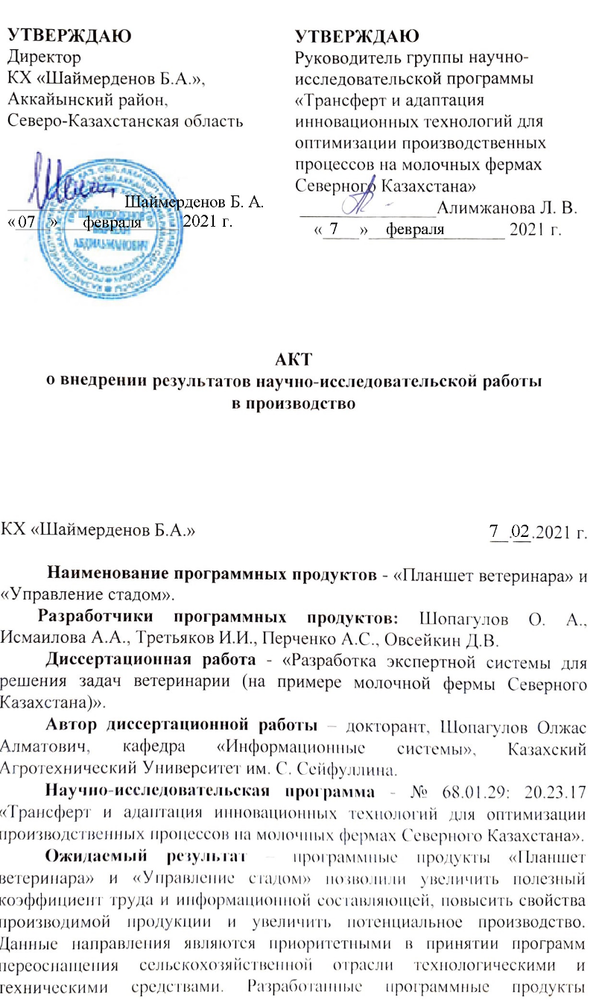 УТВЕРЖДАЮ
Директор
КХ «Шаймерденов Б.А.»,
Аккайынский район,
Северо-Казахстанская область
Шаймерденов Б. А.
«07» февраля 2021 г.
УТВЕРЖДАЮ
Руководитель группы научно-
исследовательской программы
«Трансферт и адаптация
инновационных технологий для
оптимизации производственных
процессов на молочных фермах
Северного Казахстана»
Алимжанова Л. В.
« 7 » февраля 2021 г.
АКТ
о внедрении результатов научно-исследовательской работы
в производство
КХ «Шаймерденов Б.А.»
7 .02.2021 г.
Наименование программных продуктов - «Планшет ветеринара» и
«Управление стадом».
Разработчики программных продуктов: Шопагулов О. А.,
Исмаилова А.А., Третьяков И.И., Перченко А.С., Овсейкин Д.В.
Диссертационная работа - «Разработка экспертной системы для
решения задач ветеринарии (на примере молочной фермы Северного
Казахстана)».
Автор диссертационной работы – докторант, Шопагулов Олжас
Алматович, кафедра «Информационные системы», Казахский
Агротехнический Университет им. С. Сейфуллина.
Научно-исследовательская программа - № 68.01.29: 20.23.17
«Трансферт и адаптация инновационных технологий для оптимизации
производственных процессов на молочных фермах Северного Казахстана».
Ожидаемый результат – программные продукты «Планшет
ветеринара» и «Управление стадом» позволили увеличить полезный
коэффициент труда и информационной составляющей, повысить свойства
производимой продукции и увеличить потенциальное производство.
Данные направления являются приоритетными в принятии программ
переоснащения сельскохозяйственной отрасли технологическими и
техническими средствами. Разработанные программные продукты